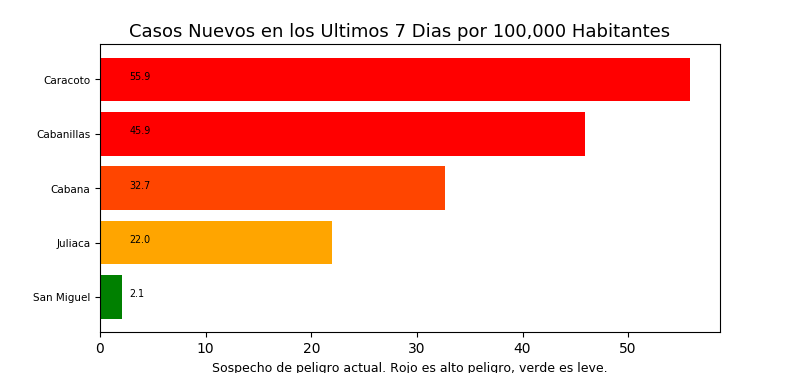 Casos Nuevos en los Ultimos 7 Dias por 100,000 Habitantes
Caracoto 55.9
Cabanillas 45.9
Cabana 32.7
Juliaca 22.0
San Miguel 2.1
0 10 20 30 40 50
Sospecho de peligro actual. Rojo es alto peligro, verde es leve.